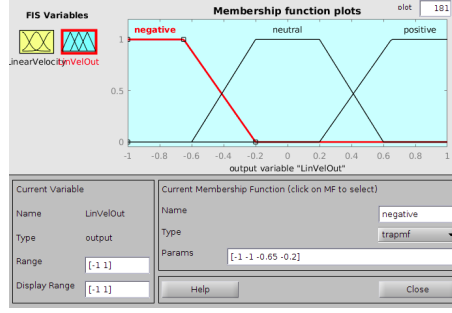 FIS Variables
LinearVelocity
LinVelOut
Membership function plots
plot
181
negative
neutral
positive
1
0.5
0
-1 -0.8 -0.6 -0.4 -0.2 0 0.2 0.4 0.6 0.8 1
output variable "LinVelOut"
Current Variable
Name LinVelOut
Type output
Range [-1 1]
Display Range [-1 1]
Current Membership Function (click on MF to select)
Name negative
Type trapmf
Params [-1 -1 -0.65 -0.2]
Help
Close